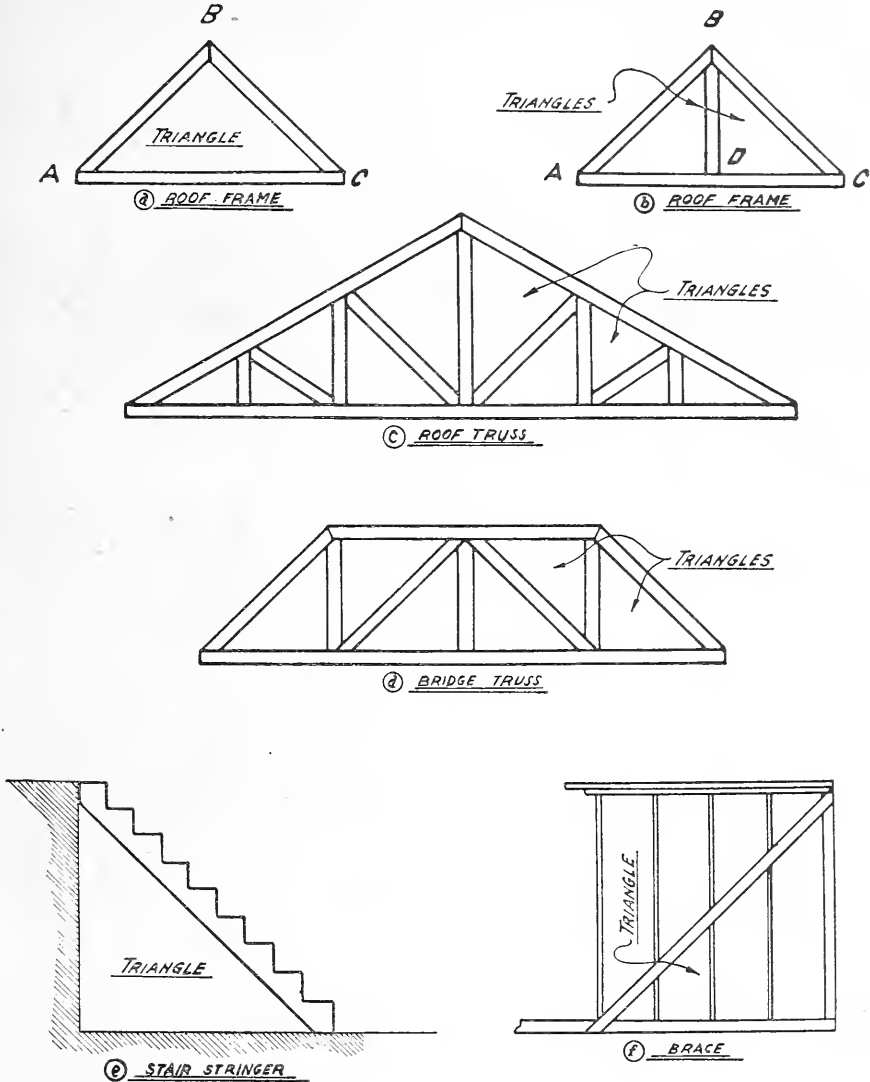 B
B
TRIANGLE
TRIANGLES
A
C
A
D
C
a ROOF FRAME
b ROOF FRAME
TRIANGLES
c ROOF TRUSS
TRIANGLES
d BRIDGE TRUSS
TRIANGLE
TRIANGLE
e STAIR STRINGER
f BRACE